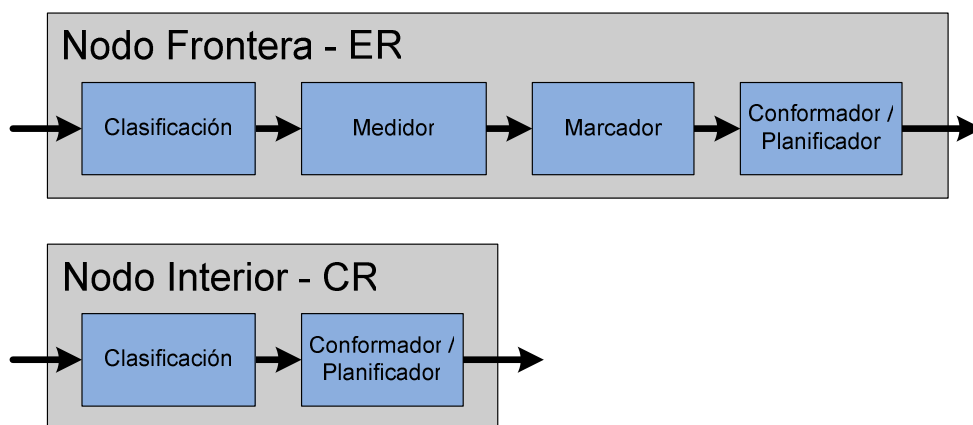 Nodo Frontera - ER
Clasificación
Medidor
Marcador
Conformador /
Planificador
Nodo Interior - CR
Clasificación
Conformador /
Planificador